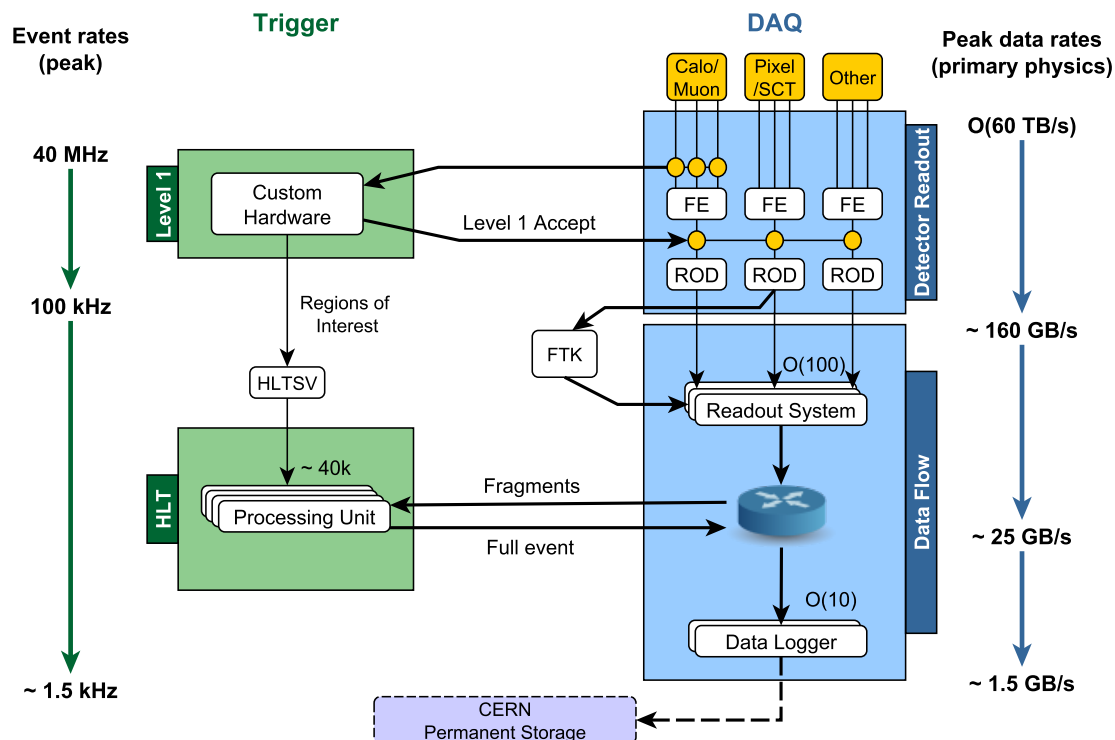 Trigger
DAQ
Event rates
(peak)
Peak data rates
(primary physics)
Calo/
Muon
Pixel
/SCT
Other
40 MHz
O(60 TB/s)
Level 1
Custom
Hardware
FE
FE
FE
Detector Readout
Level 1 Accept
ROD
ROD
ROD
100 kHz
Regions of
Interest
~ 160 GB/s
FTK
HLTSV
O(100)
Readout System
~ 40k
HLT
Processing Unit
Fragments
Full event
Data Flow
~ 25 GB/s
O(10)
Data Logger
~ 1.5 kHz
~ 1.5 GB/s
CERN
Permanent Storage